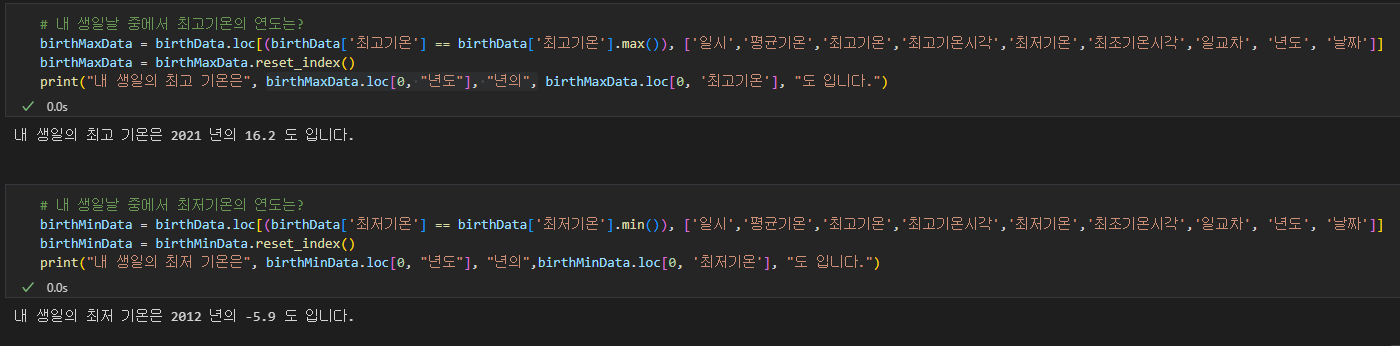 # 내 생일날 중에서 최고기온의 연도는?
birthMaxData = birthData.loc[(birthData['최고기온'] == birthData['최고기온'].max()), ['일시','평균기온','최고기온','최고기온시각','최저기온','최조기온시각','일교차', '년도', '날짜']]
birthMaxData = birthMaxData.reset_index()
print("내 생일의 최고 기온은", birthMaxData.loc[0, "년도"], "년의", birthMaxData.loc[0, '최고기온'], "도 입니다.")
0.0s
내 생일의 최고 기온은 2021 년의 16.2 도 입니다.
# 내 생일날 중에서 최저기온의 연도는?
birthMinData = birthData.loc[(birthData['최저기온'] == birthData['최저기온'].min()), ['일시','평균기온','최고기온','최고기온시각','최저기온','최조기온시각','일교차', '년도', '날짜']]
birthMinData = birthMinData.reset_index()
print("내 생일의 최저 기온은", birthMinData.loc[0, "년도"], "년의",birthMinData.loc[0, '최저기온'], "도 입니다.")
0.0s
내 생일의 최저 기온은 2012 년의 -5.9 도 입니다.